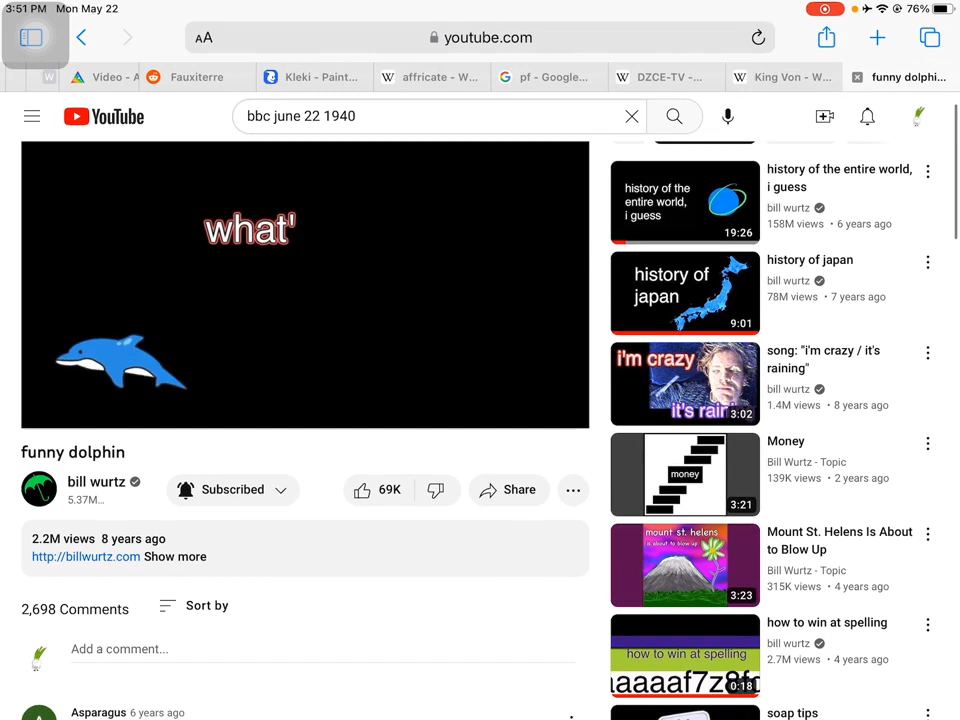 3:51 PM Mon May 22
76%
AA
youtube.com
W
Video - A
Fauxiterre
Kleki - Paint...
W affricate - W...
pf - Google...
W DZCE-TV -...
W King Von - W...
funny dolphi...
YouTube
bbc june 22 1940
what'
funny dolphin
bill wurtz
5.37M...
Subscribed
69K
Share
2.2M views 8 years ago
http://billwurtz.com Show more
2,698 Comments
Sort by
Add a comment...
A
Asparagus 6 years ago
history of the
entire world,
i guess
19:26
history of the entire world,
i guess
bill wurtz
158M views • 6 years ago
history of
japan
9:01
history of japan
bill wurtz
78M views • 7 years ago
i'm crazy
it's rain
3:02
song: "i'm crazy / it's
raining"
bill wurtz
1.4M views • 8 years ago
money
3:21
Money
Bill Wurtz - Topic
139K views • 2 years ago
mount st. helens
is about to blow up
3:23
Mount St. Helens Is About
to Blow Up
Bill Wurtz - Topic
315K views • 4 years ago
how to win at spelling
0:18
how to win at spelling
bill wurtz
2.7M views • 4 years ago
soap tips